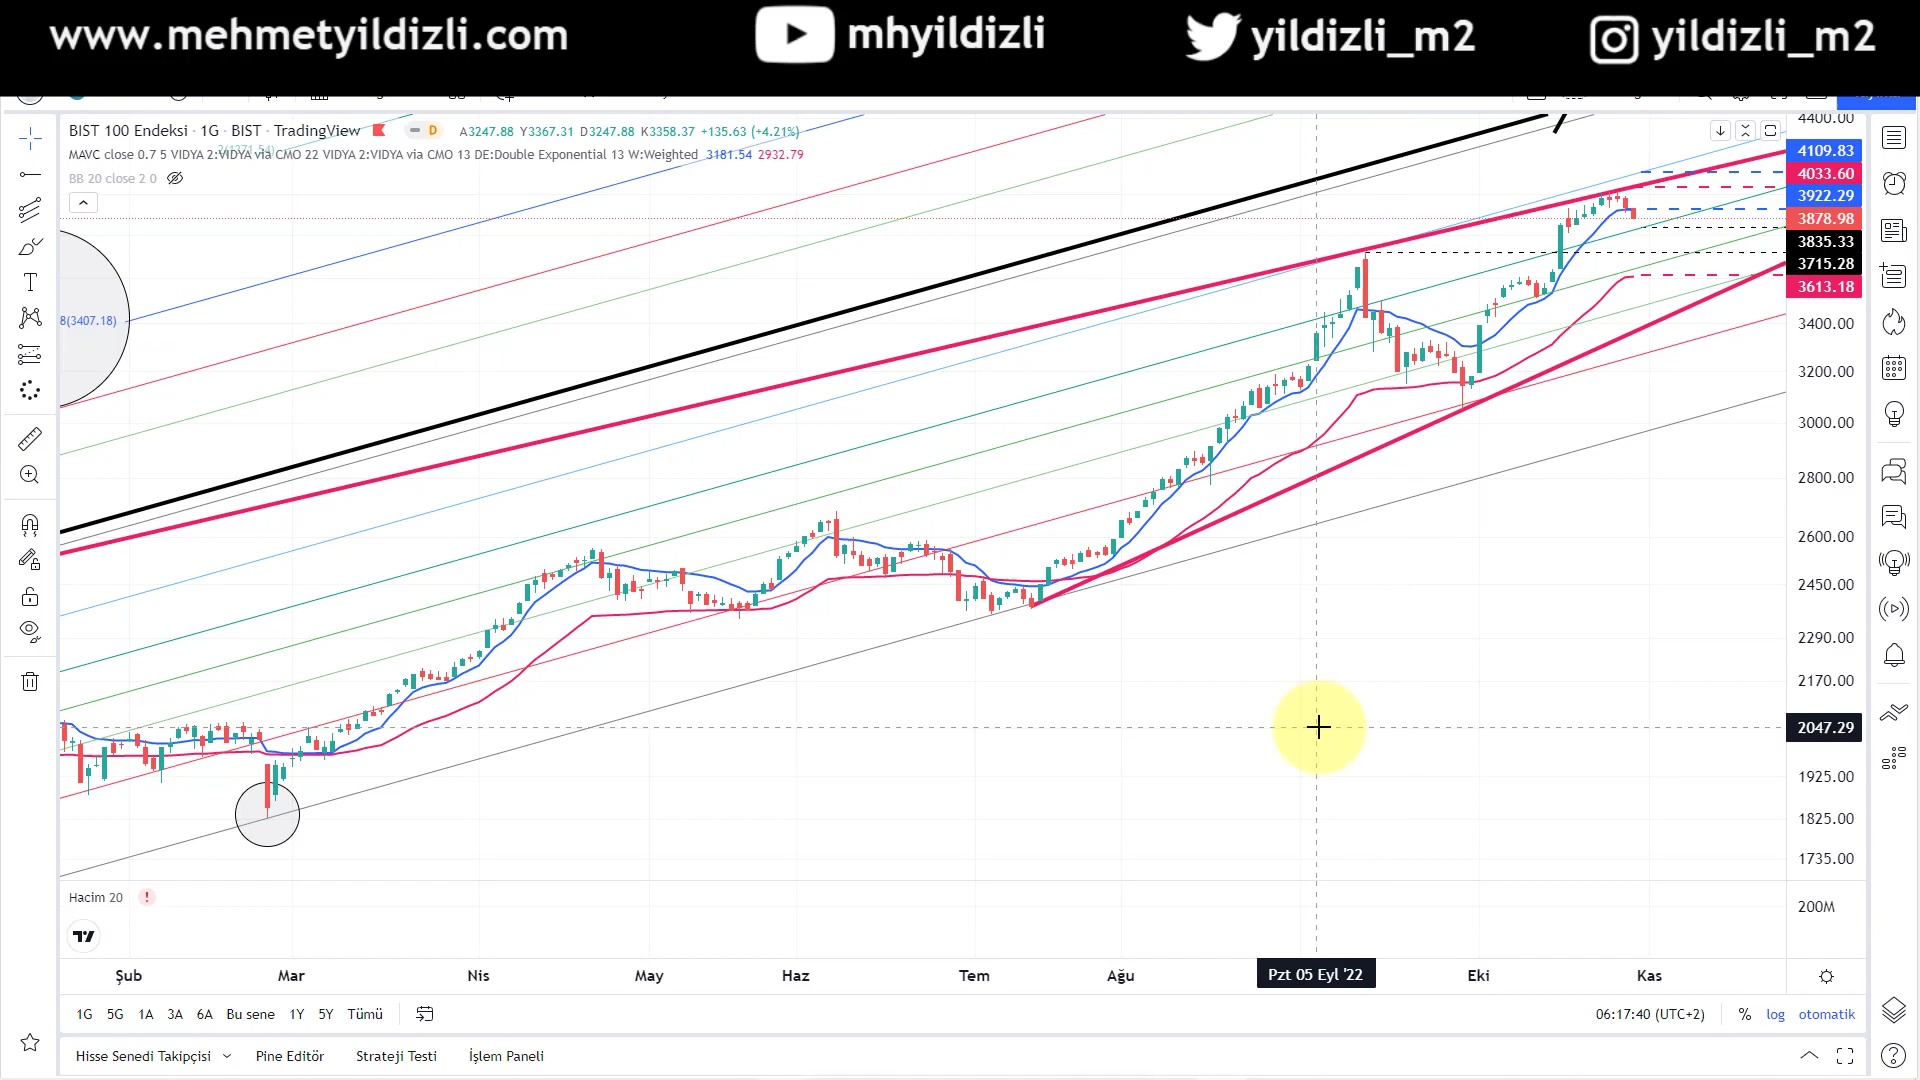 www.mehmetyildizli.com mhyildizli yildizli_m2 yildizli_m2
BIST 100 Endeksi · 1G · BIST · TradingView D A3247.88 Y3367.31 D3247.88 K3358.37 +135.63 (+4.21%)
MAVC close 0.7 5 VIDYA 2:VIDYA via CMO 22 VIDYA 2:VIDYA via CMO 13 DE:Double Exponential 13 W:Weighted 3181.54 2932.79
BB 20 close 2 0
8(3407.18)
4400.00
4109.83
4033.60
3922.29
3878.98
3835.33
3715.28
3613.18
3400.00
3200.00
3000.00
2800.00
2600.00
2450.00
2290.00
2170.00
2047.29
1925.00
1825.00
1735.00
Hacim 20 !
200M
Şub Mar Nis May Haz Tem Ağu Pzt 05 Eyl '22 Eki Kas
1G 5G 1A 3A 6A Bu sene 1Y 5Y Tümü 06:17:40 (UTC+2) % log otomatik
Hisse Senedi Takipçisi Pine Editör Strateji Testi İşlem Paneli